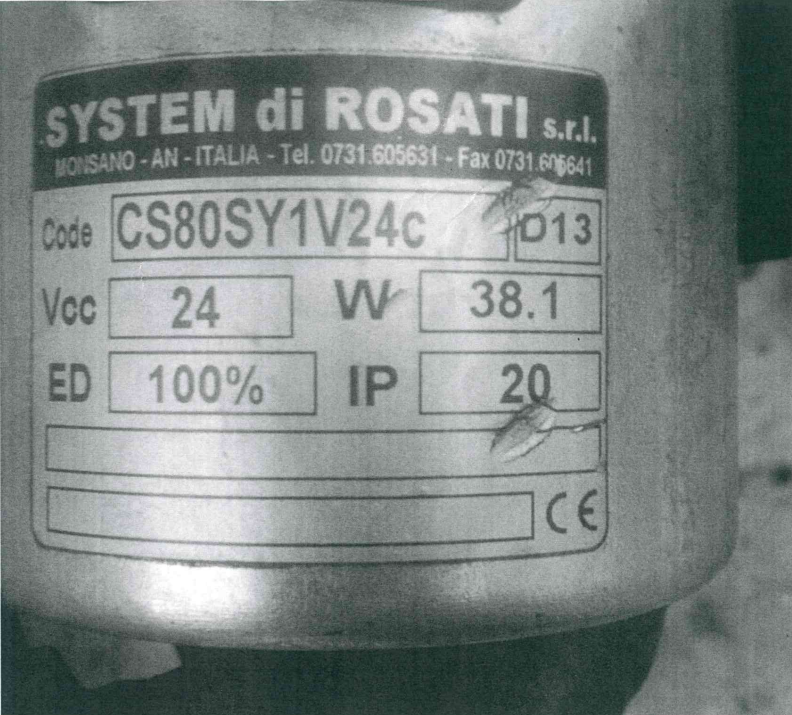 SYSTEM di ROSATI s.r.l.
MONSANO - AN - ITALIA - Tel. 0731.605631 - Fax 0731.605641
Code CS80SY1V24c D13
Vcc 24 W 38.1
ED 100% IP 20
CE